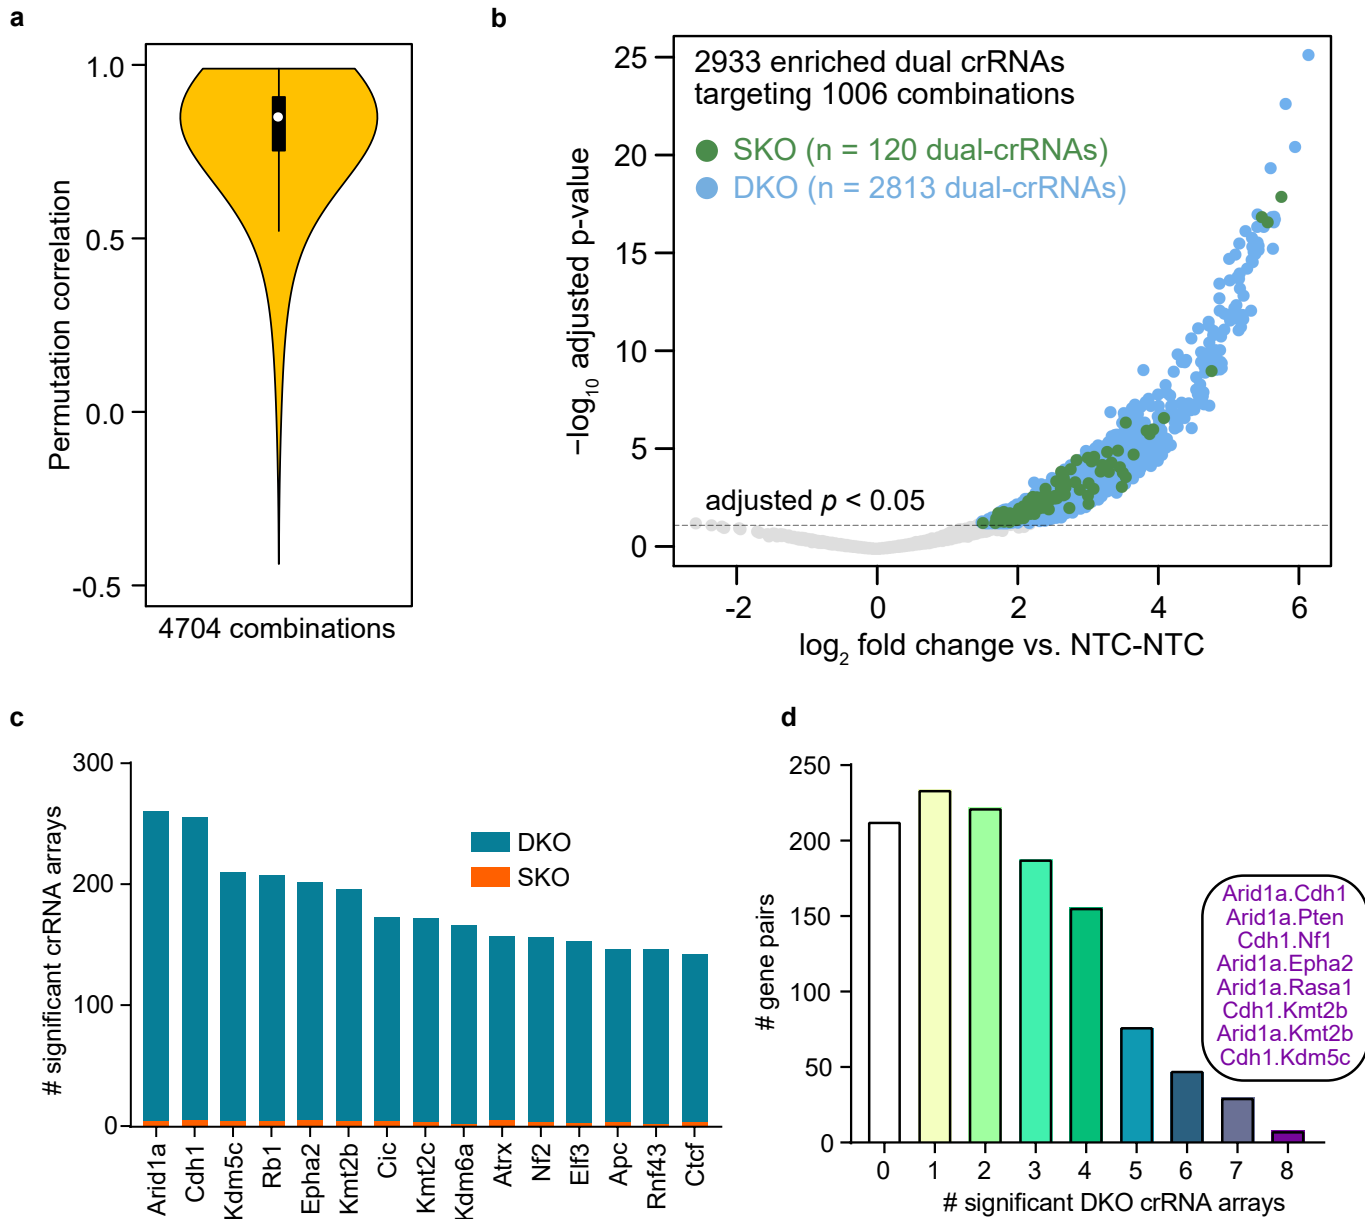 a
1.0
0.5
0.0
-0.5
Permutation correlation
4704 combinations
b
25
20
15
10
5
0
−log10 adjusted p-value
2933 enriched dual crRNAs
targeting 1006 combinations
SKO (n = 120 dual-crRNAs)
DKO (n = 2813 dual-crRNAs)
adjusted p < 0.05
-2 0 2 4 6
log2 fold change vs. NTC-NTC
c
300
200
100
0
# significant crRNA arrays
DKO
SKO
Arid1a
Cdh1
Kdm5c
Rb1
Epha2
Kmt2b
Cic
Kmt2c
Kdm6a
Atrx
Nf2
Elf3
Apc
Rnf43
Ctcf
d
250
200
150
100
50
0
# gene pairs
Arid1a.Cdh1
Arid1a.Pten
Cdh1.Nf1
Arid1a.Epha2
Arid1a.Rasa1
Cdh1.Kmt2b
Arid1a.Kmt2b
Cdh1.Kdm5c
0 1 2 3 4 5 6 7 8
# significant DKO crRNA arrays